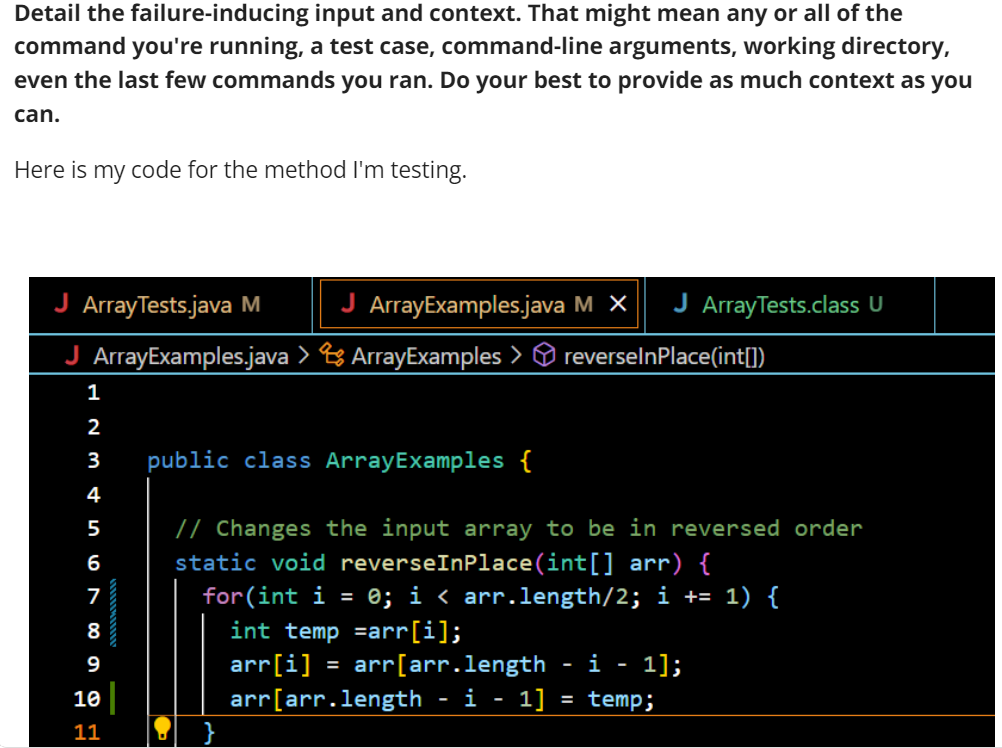 Detail the failure-inducing input and context. That might mean any or all of the
command you're running, a test case, command-line arguments, working directory,
even the last few commands you ran. Do your best to provide as much context as you
can.
Here is my code for the method I'm testing.
J ArrayTests.java M J ArrayExamples.java M × J ArrayTests.class U
J ArrayExamples.java > ArrayExamples > reverseInPlace(int[])
1
2
3 public class ArrayExamples {
4
5 // Changes the input array to be in reversed order
6 static void reverseInPlace(int[] arr) {
7 for(int i = 0; i < arr.length/2; i += 1) {
8 int temp =arr[i];
9 arr[i] = arr[arr.length - i - 1];
10 arr[arr.length - i - 1] = temp;
11 }